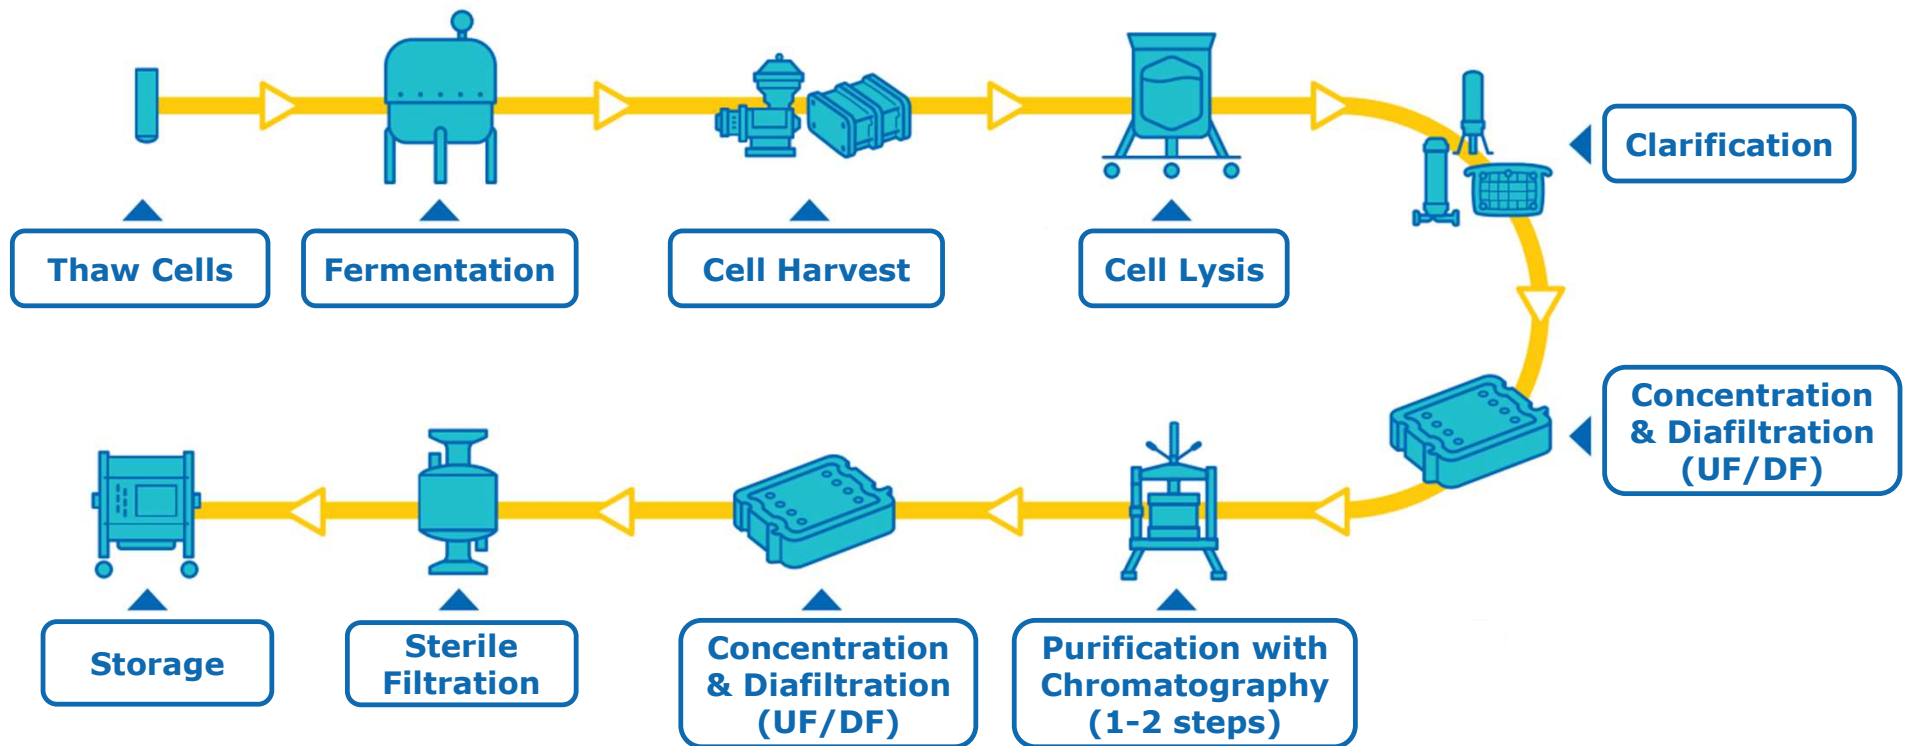 Thaw Cells
Fermentation
Cell Harvest
Cell Lysis
Clarification
Concentration
& Diafiltration
(UF/DF)
Purification with
Chromatography
(1-2 steps)
Concentration
& Diafiltration
(UF/DF)
Sterile
Filtration
Storage